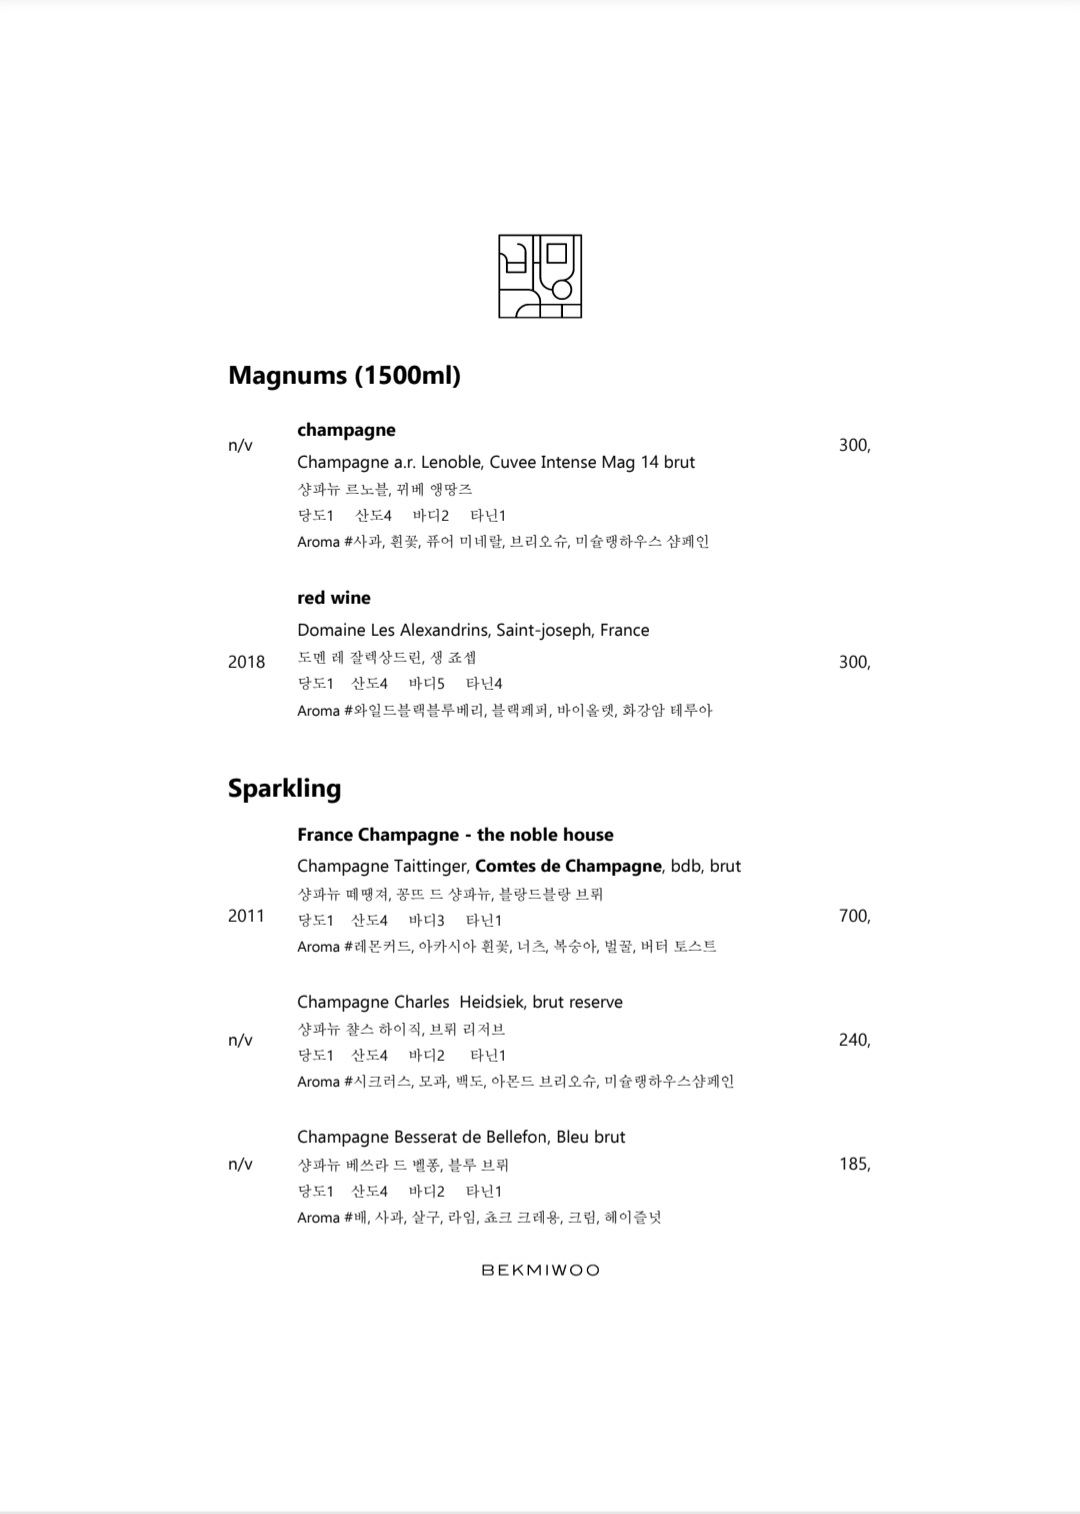 Magnums (1500ml)
champagne
n/v
300,
Champagne a.r. Lenoble, Cuvee Intense Mag 14 brut
샹파뉴 르노블, 뀌베 앵땅즈
당도1 산도4 바디2 타닌1
Aroma #사과, 흰꽃, 퓨어 미네랄, 브리오슈, 미슐랭하우스 샴페인
red wine
Domaine Les Alexandrins, Saint-joseph, France
2018
도멘 레 잘렉상드린, 생 죠셉
300,
당도1 산도4 바디5 타닌4
Aroma #와일드블랙블루베리, 블랙페퍼, 바이올렛, 화강암 테루아
Sparkling
France Champagne - the noble house
Champagne Taittinger, Comtes de Champagne, bdb, brut
샹파뉴 떼땡져, 꽁뜨 드 샹파뉴, 블랑드블랑 브뤼
2011
당도1 산도4 바디3 타닌1
700,
Aroma #레몬커드, 아카시아 흰꽃, 너츠, 복숭아, 벌꿀, 버터 토스트
Champagne Charles Heidsiek, brut reserve
샹파뉴 챨스 하이직, 브뤼 리저브
n/v
240,
당도1 산도4 바디2 타닌1
Aroma #시크러스, 모과, 백도, 아몬드 브리오슈, 미슐랭하우스샴페인
Champagne Besserat de Bellefon, Bleu brut
n/v
샹파뉴 베쓰라 드 벨퐁, 블루 브뤼
185,
당도1 산도4 바디2 타닌1
Aroma #배, 사과, 살구, 라임, 쵸크 크레용, 크림, 헤이즐넛
BEKMIWOO